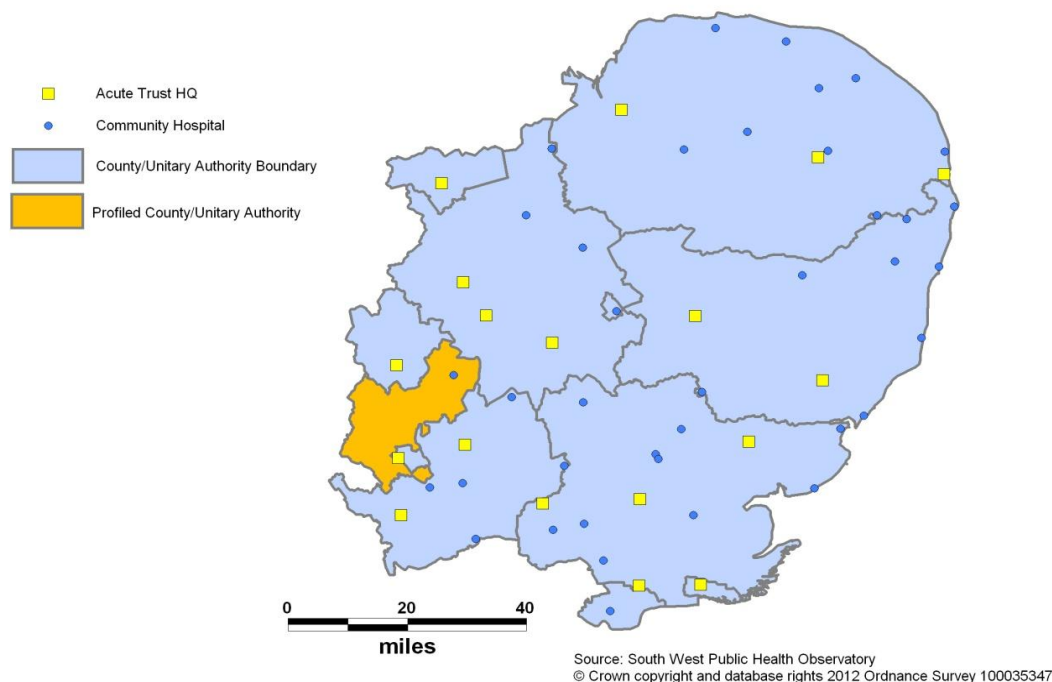 Acute Trust HQ
Community Hospital
County/Unitary Authority Boundary
Profiled County/Unitary Authority
0 20 40
miles
Source: South West Public Health Observatory
© Crown copyright and database rights 2012 Ordnance Survey 100035347